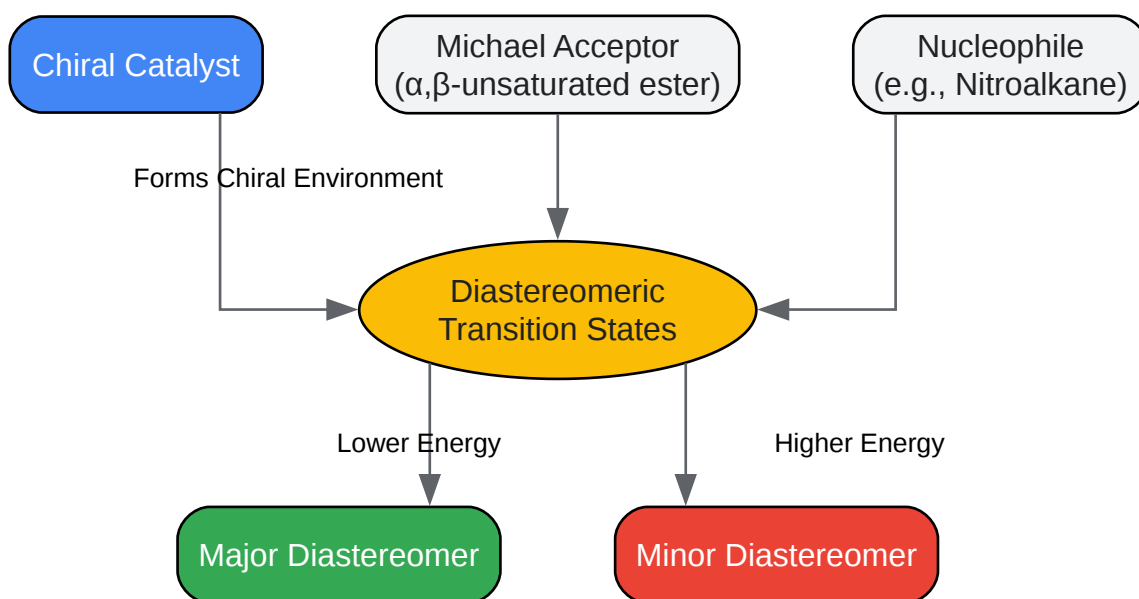 Chiral Catalyst
Michael Acceptor
(α,β-unsaturated ester)
Nucleophile
(e.g., Nitroalkane)
Forms Chiral Environment
Diastereomeric
Transition States
Lower Energy
Higher Energy
Major Diastereomer
Minor Diastereomer